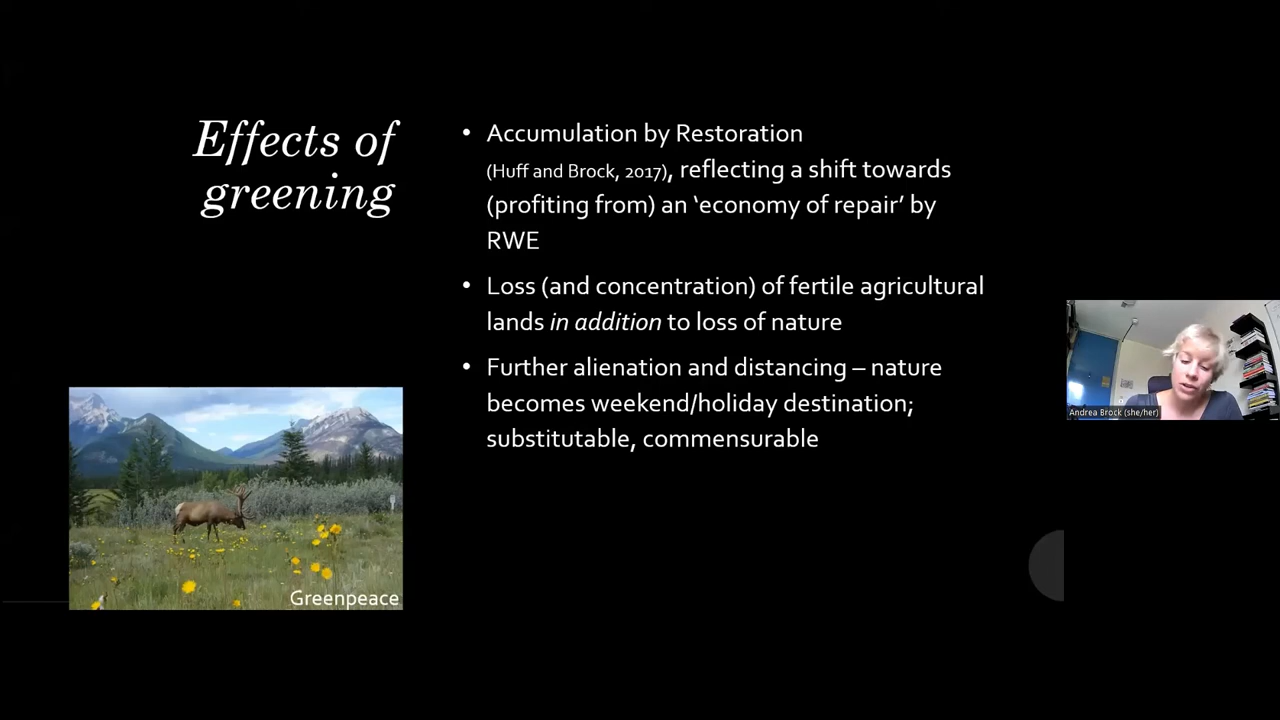 Effects of
greening
• Accumulation by Restoration
(Huff and Brock, 2017), reflecting a shift towards
(profiting from) an ‘economy of repair’ by
RWE
• Loss (and concentration) of fertile agricultural
lands in addition to loss of nature
• Further alienation and distancing – nature
becomes weekend/holiday destination;
substitutable, commensurable
Greenpeace
Andrea Brock (she/her)